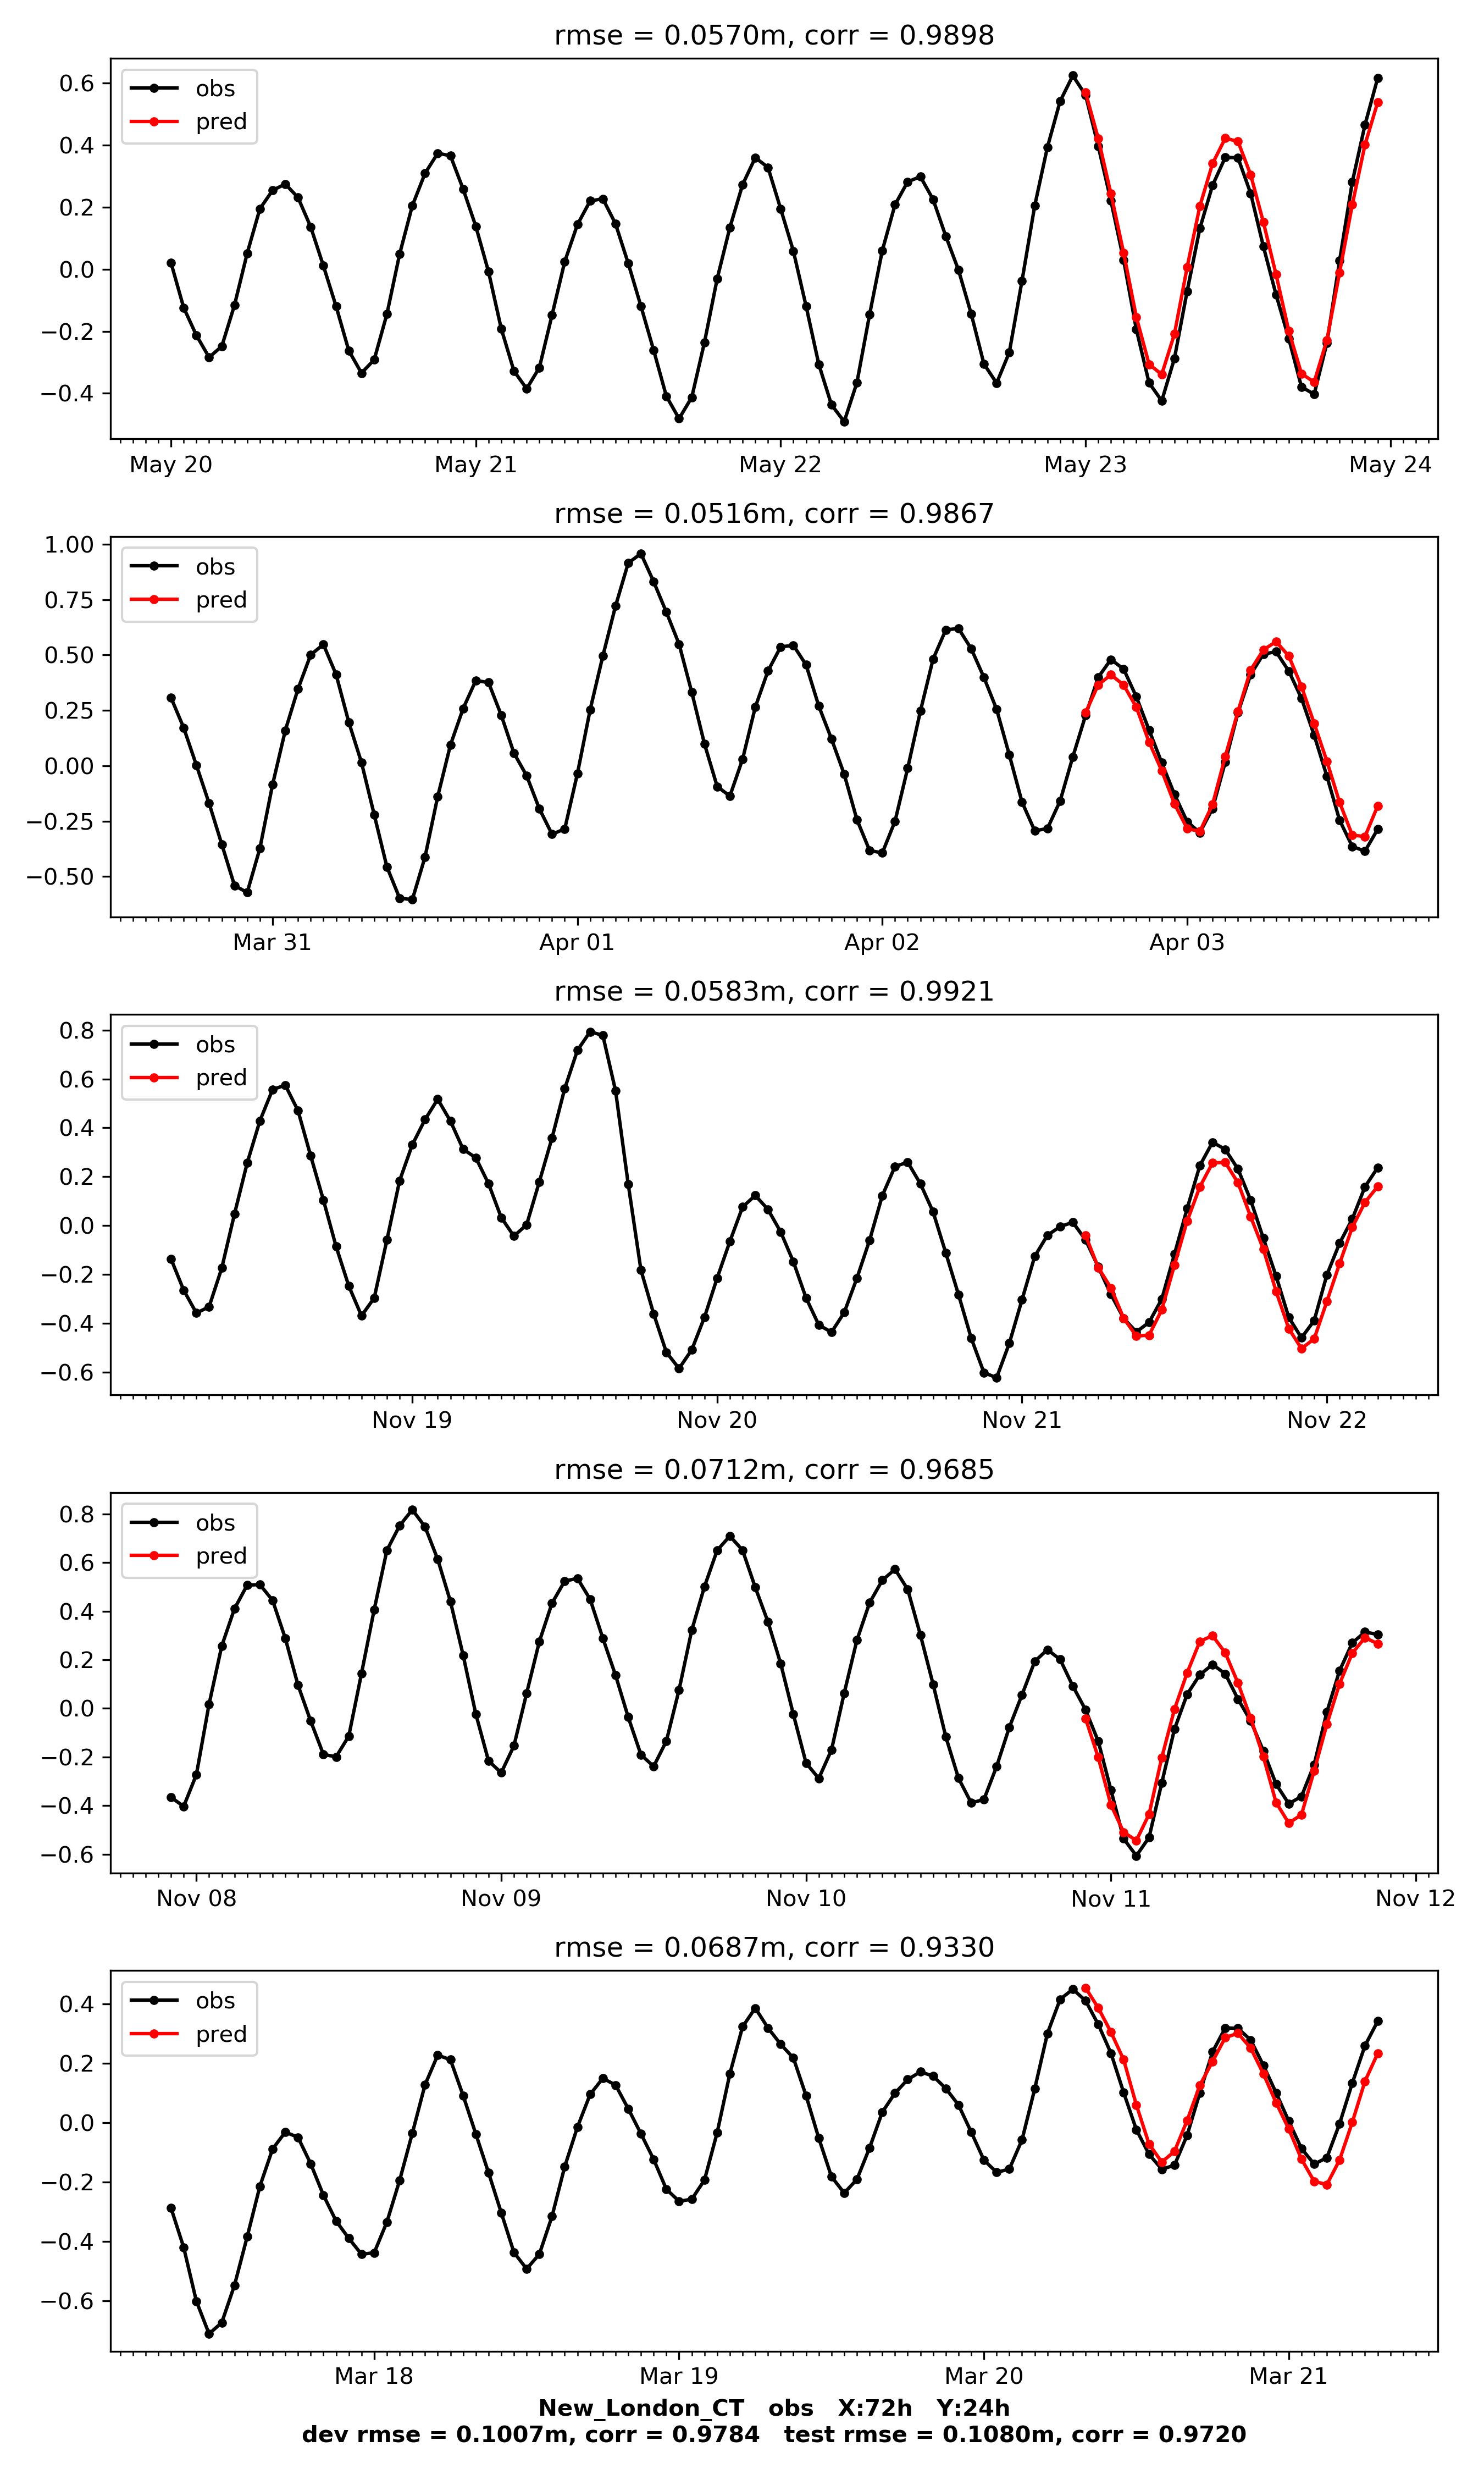 rmse = 0.0570m, corr = 0.9898
obs
pred
0.6
0.4
0.2
0.0
−0.2
−0.4
May 20 May 21 May 22 May 23 May 24
rmse = 0.0516m, corr = 0.9867
obs
pred
1.00
0.75
0.50
0.25
0.00
−0.25
−0.50
Mar 31 Apr 01 Apr 02 Apr 03
rmse = 0.0583m, corr = 0.9921
obs
pred
0.8
0.6
0.4
0.2
0.0
−0.2
−0.4
−0.6
Nov 19 Nov 20 Nov 21 Nov 22
rmse = 0.0712m, corr = 0.9685
obs
pred
0.8
0.6
0.4
0.2
0.0
−0.2
−0.4
−0.6
Nov 08 Nov 09 Nov 10 Nov 11 Nov 12
rmse = 0.0687m, corr = 0.9330
obs
pred
0.4
0.2
0.0
−0.2
−0.4
−0.6
Mar 18 Mar 19 Mar 20 Mar 21
New_London_CT obs X:72h Y:24h
dev rmse = 0.1007m, corr = 0.9784 test rmse = 0.1080m, corr = 0.9720